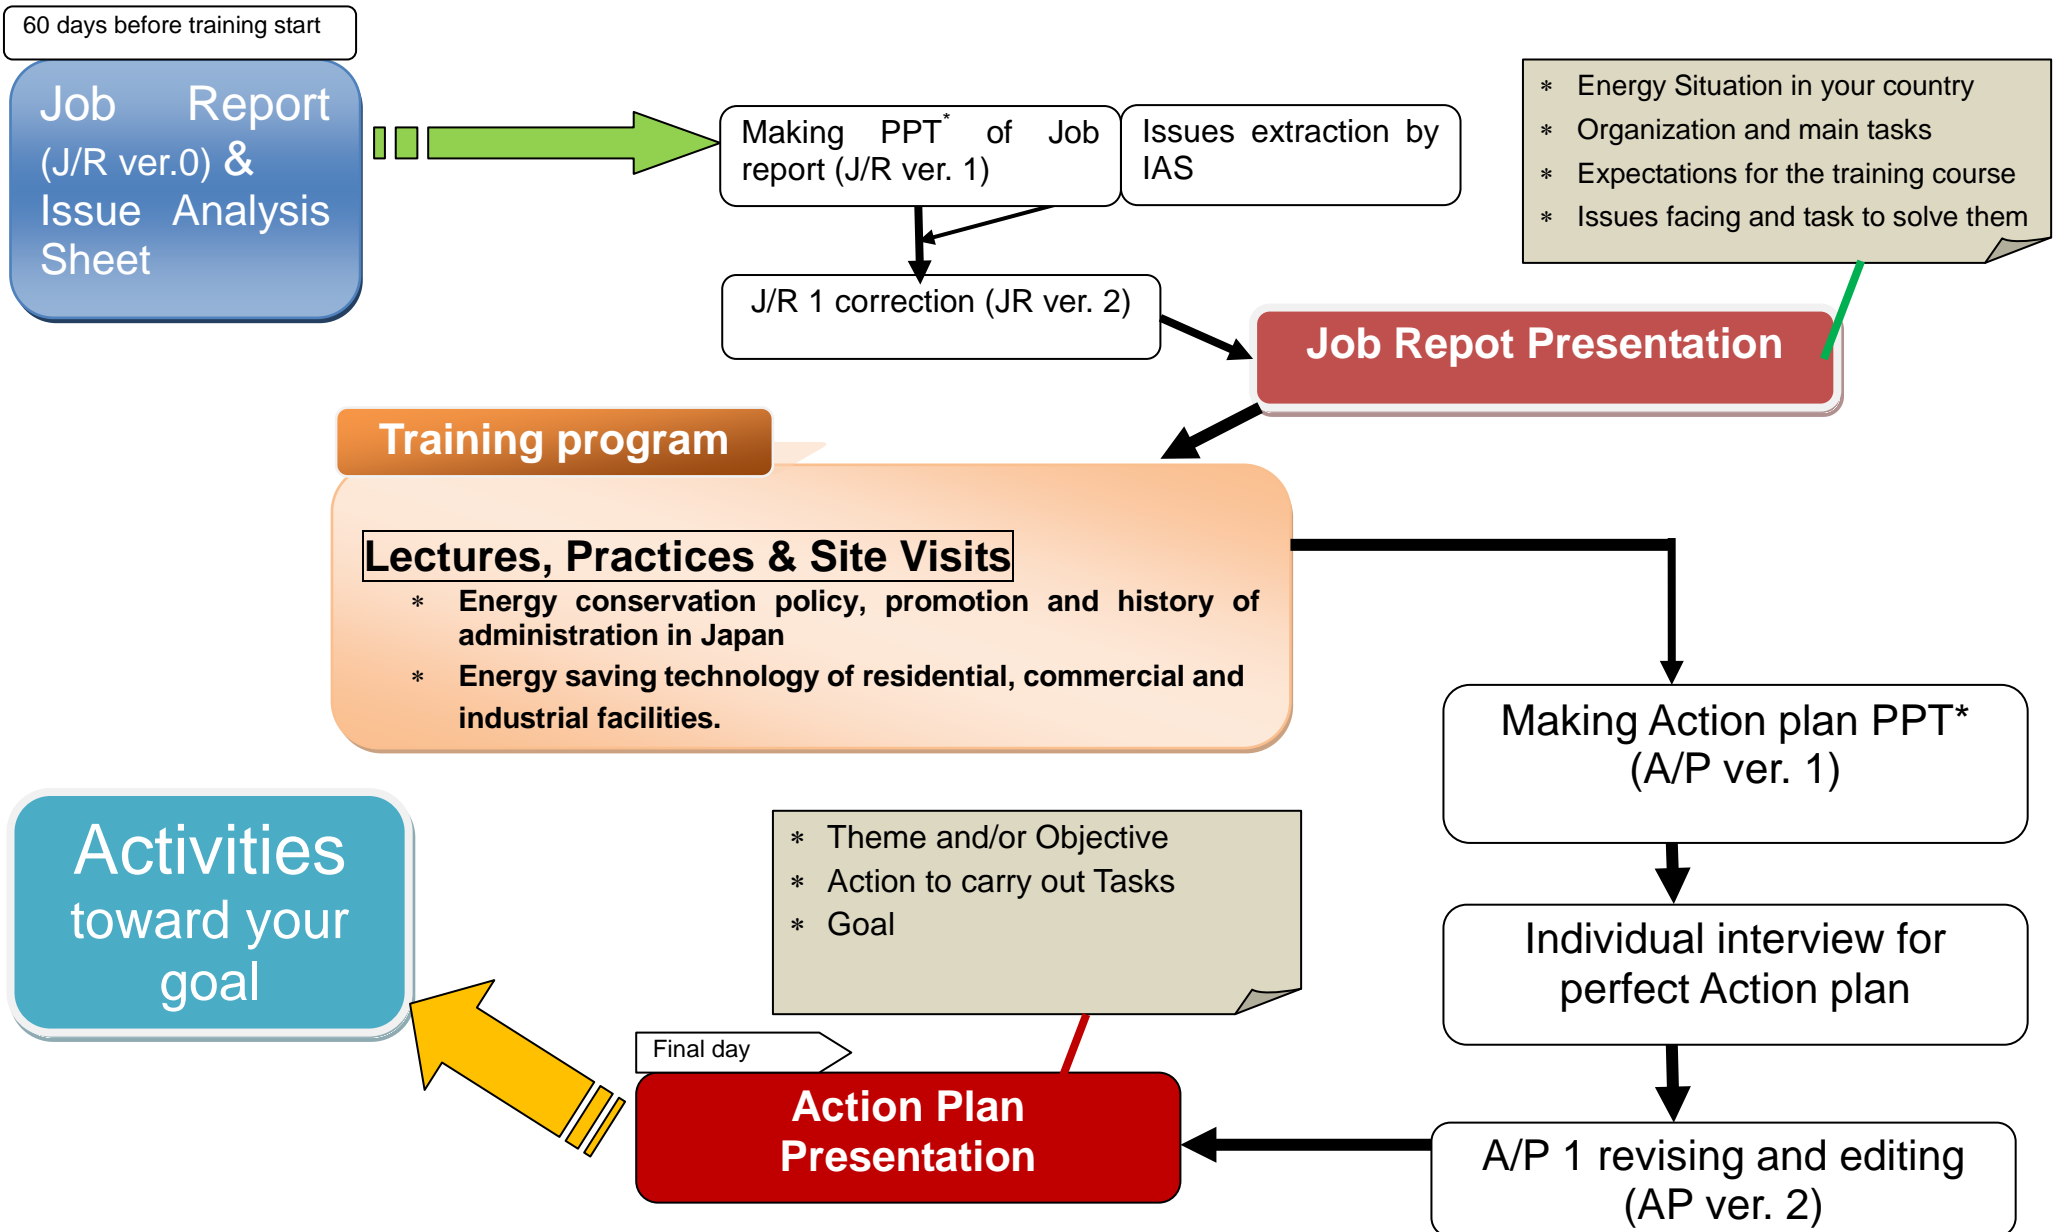 60 days before training start
Job Report
(J/R ver.0) &
Issue Analysis
Sheet
Making PPT* of Job
report (J/R ver. 1)
Issues extraction by
IAS
* Energy Situation in your country
* Organization and main tasks
* Expectations for the training course
* Issues facing and task to solve them
J/R 1 correction (JR ver. 2)
Job Repot Presentation
Training program
Lectures, Practices & Site Visits
* Energy conservation policy, promotion and history of
administration in Japan
* Energy saving technology of residential, commercial and
industrial facilities.
Making Action plan PPT*
(A/P ver. 1)
Individual interview for
perfect Action plan
A/P 1 revising and editing
(AP ver. 2)
* Theme and/or Objective
* Action to carry out Tasks
* Goal
Final day
Action Plan
Presentation
Activities
toward your
goal